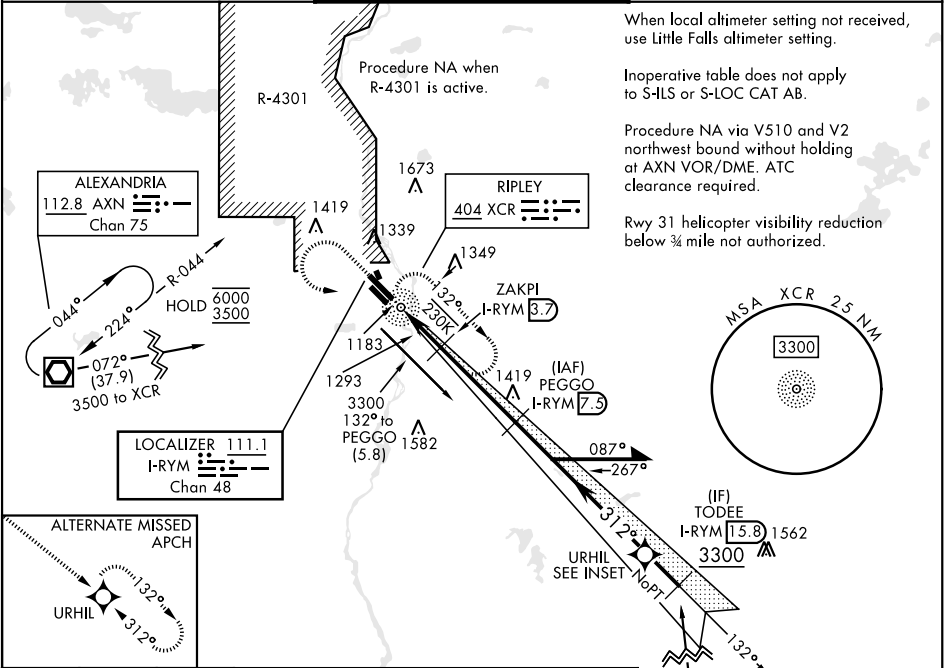 When local altimeter setting not received,
use Little Falls altimeter setting.
Inoperative table does not apply
to S-ILS or S-LOC CAT AB.
Procedure NA via V510 and V2
northwest bound without holding
at AXN VOR/DME. ATC
clearance required.
Rwy 31 helicopter visibility reduction
below ¾ mile not authorized.
Procedure NA when
R-4301 is active.
R-4301
1673
ALEXANDRIA
112.8 AXN
Chan 75
RIPLEY
404 XCR
1419
1339
1349
R-044
HOLD 6000
3500
044°
224°
072°
(37.9)
3500 to XCR
132°
230K
ZAKPI
I-RYM 3.7
MSA XCR 25 NM
3300
1183
1293
1419
(IAF)
PEGGO
I-RYM 7.5
3300
132° to
PEGGO
(5.8)
1582
LOCALIZER 111.1
I-RYM
Chan 48
087°
267°
312°
(IF)
TODEE
I-RYM 15.8
3300
1562
URHIL
SEE INSET
NoPT
132°
ALTERNATE MISSED
APCH
URHIL
132°
312°